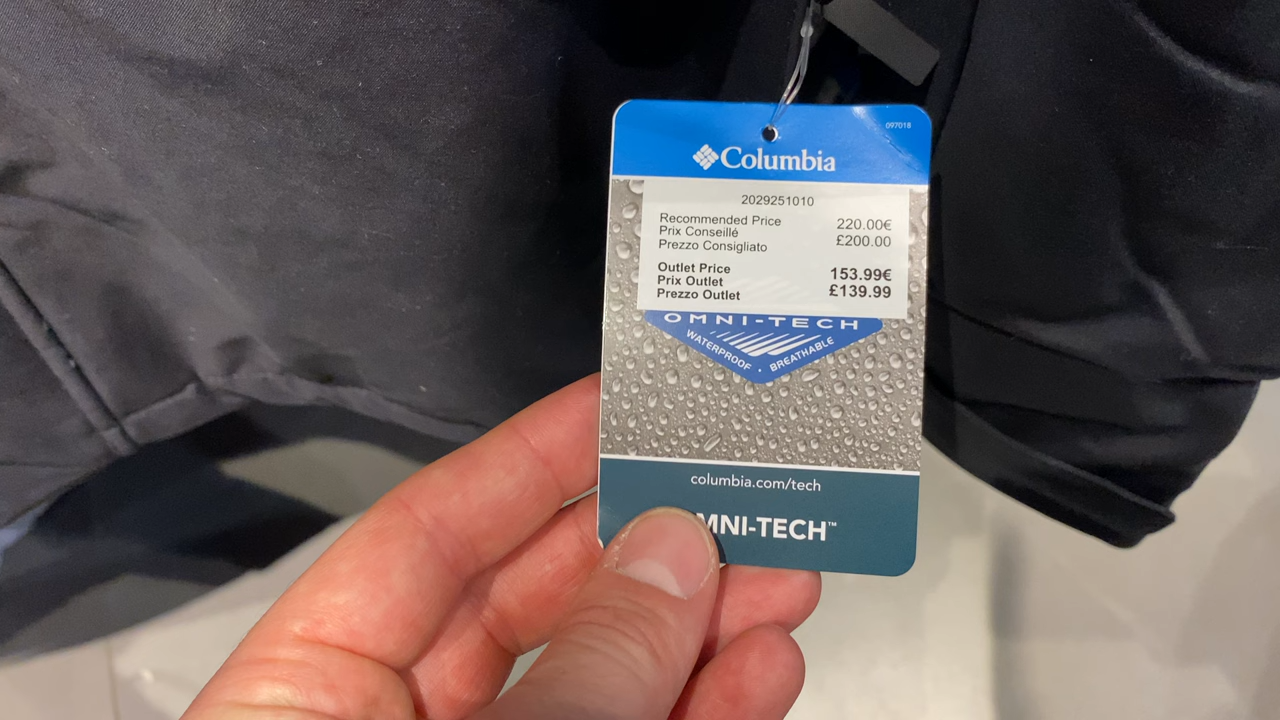 097018
Columbia
2029251010
Recommended Price 220.00€
Prix Conseillé £200.00
Prezzo Consigliato
Outlet Price 153.99€
Prix Outlet £139.99
Prezzo Outlet
OMNI-TECH
WATERPROOF · BREATHABLE
columbia.com/tech
MNI-TECH™